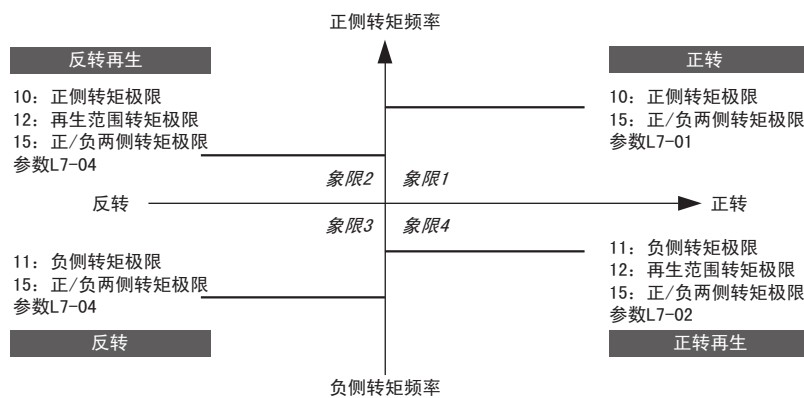 正侧转矩频率
反转再生
10：正侧转矩极限
12：再生范围转矩极限
15：正/负两侧转矩极限
参数L7-04
正转
10：正侧转矩极限
15：正/负两侧转矩极限
参数L7-01
象限2
象限1
反转
正转
象限3
象限4
11：负侧转矩极限
15：正/负两侧转矩极限
参数L7-04
反转
11：负侧转矩极限
12：再生范围转矩极限
15：正/负两侧转矩极限
参数L7-02
正转再生
负侧转矩频率